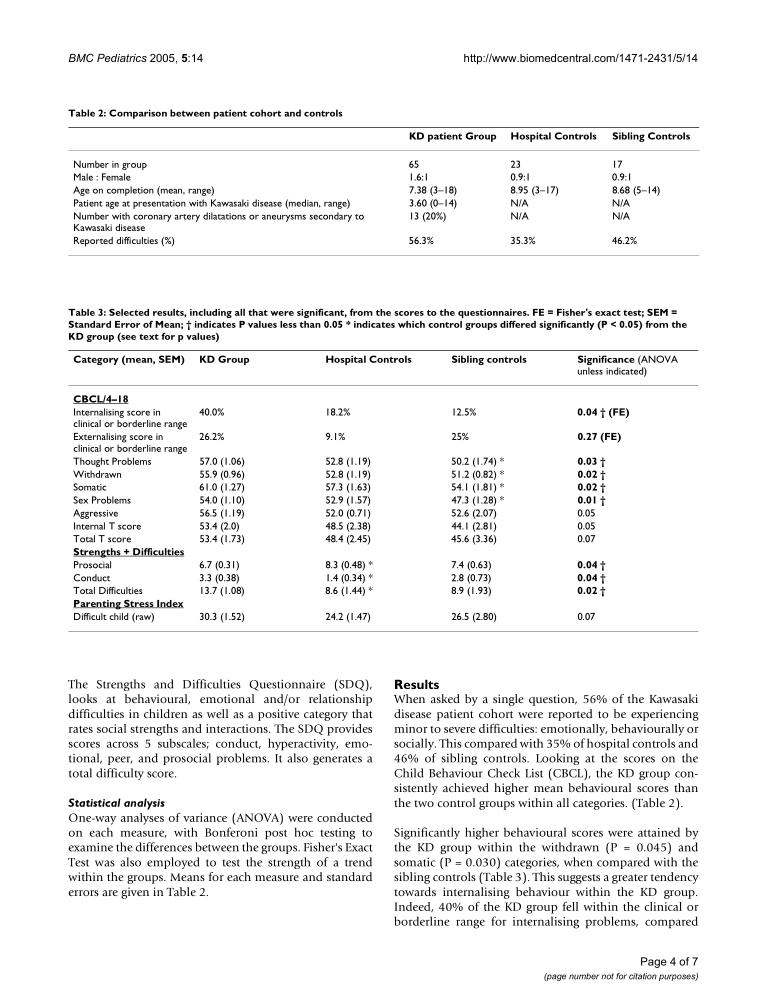 BMC Pediatrics 2005, 5:14 http://www.biomedcentral.com/1471-2431/5/14
Table 2: Comparison between patient cohort and controls
KD patient Group Hospital Controls Sibling Controls
Number in group 65 23 17
Male : Female 1.6:1 0.9:1 0.9:1
Age on completion (mean, range) 7.38 (3–18) 8.95 (3–17) 8.68 (5–14)
Patient age at presentation with Kawasaki disease (median, range) 3.60 (0–14) N/A N/A
Number with coronary artery dilatations or aneurysms secondary to 13 (20%) N/A N/A
Kawasaki disease
Reported difficulties (%) 56.3% 35.3% 46.2%
Table 3: Selected results, including all that were significant, from the scores to the questionnaires. FE = Fisher's exact test; SEM =
Standard Error of Mean; † indicates P values less than 0.05 * indicates which control groups differed significantly (P < 0.05) from the
KD group (see text for p values)
Category (mean, SEM) KD Group Hospital Controls Sibling controls Significance (ANOVA
unless indicated)
CBCL/4–18
Internalising score in 40.0% 18.2% 12.5% 0.04 † (FE)
clinical or borderline range
Externalising score in 26.2% 9.1% 25% 0.27 (FE)
clinical or borderline range
Thought Problems 57.0 (1.06) 52.8 (1.19) 50.2 (1.74) * 0.03 †
Withdrawn 55.9 (0.96) 52.8 (1.19) 51.2 (0.82) * 0.02 †
Somatic 61.0 (1.27) 57.3 (1.63) 54.1 (1.81) * 0.02 †
Sex Problems 54.0 (1.10) 52.9 (1.57) 47.3 (1.28) * 0.01 †
Aggressive 56.5 (1.19) 52.0 (0.71) 52.6 (2.07) 0.05
Internal T score 53.4 (2.0) 48.5 (2.38) 44.1 (2.81) 0.05
Total T score 53.4 (1.73) 48.4 (2.45) 45.6 (3.36) 0.07
Strengths + Difficulties
Prosocial 6.7 (0.31) 8.3 (0.48) * 7.4 (0.63) 0.04 †
Conduct 3.3 (0.38) 1.4 (0.34) * 2.8 (0.73) 0.04 †
Total Difficulties 13.7 (1.08) 8.6 (1.44) * 8.9 (1.93) 0.02 †
Parenting Stress Index
Difficult child (raw) 30.3 (1.52) 24.2 (1.47) 26.5 (2.80) 0.07
The Strengths and Difficulties Questionnaire (SDQ),
looks at behavioural, emotional and/or relationship
difficulties in children as well as a positive category that
rates social strengths and interactions. The SDQ provides
scores across 5 subscales; conduct, hyperactivity, emo-
tional, peer, and prosocial problems. It also generates a
total difficulty score.
Statistical analysis
One-way analyses of variance (ANOVA) were conducted
on each measure, with Bonferoni post hoc testing to
examine the differences between the groups. Fisher's Exact
Test was also employed to test the strength of a trend
within the groups. Means for each measure and standard
errors are given in Table 2.
Results
When asked by a single question, 56% of the Kawasaki
disease patient cohort were reported to be experiencing
minor to severe difficulties: emotionally, behaviourally or
socially. This compared with 35% of hospital controls and
46% of sibling controls. Looking at the scores on the
Child Behaviour Check List (CBCL), the KD group con-
sistently achieved higher mean behavioural scores than
the two control groups within all categories. (Table 2).
Significantly higher behavioural scores were attained by
the KD group within the withdrawn (P = 0.045) and
somatic (P = 0.030) categories, when compared with the
sibling controls (Table 3). This suggests a greater tendency
towards internalising behaviour within the KD group.
Indeed, 40% of the KD group fell within the clinical or
borderline range for internalising problems, compared
Page 4 of 7
(page number not for citation purposes)